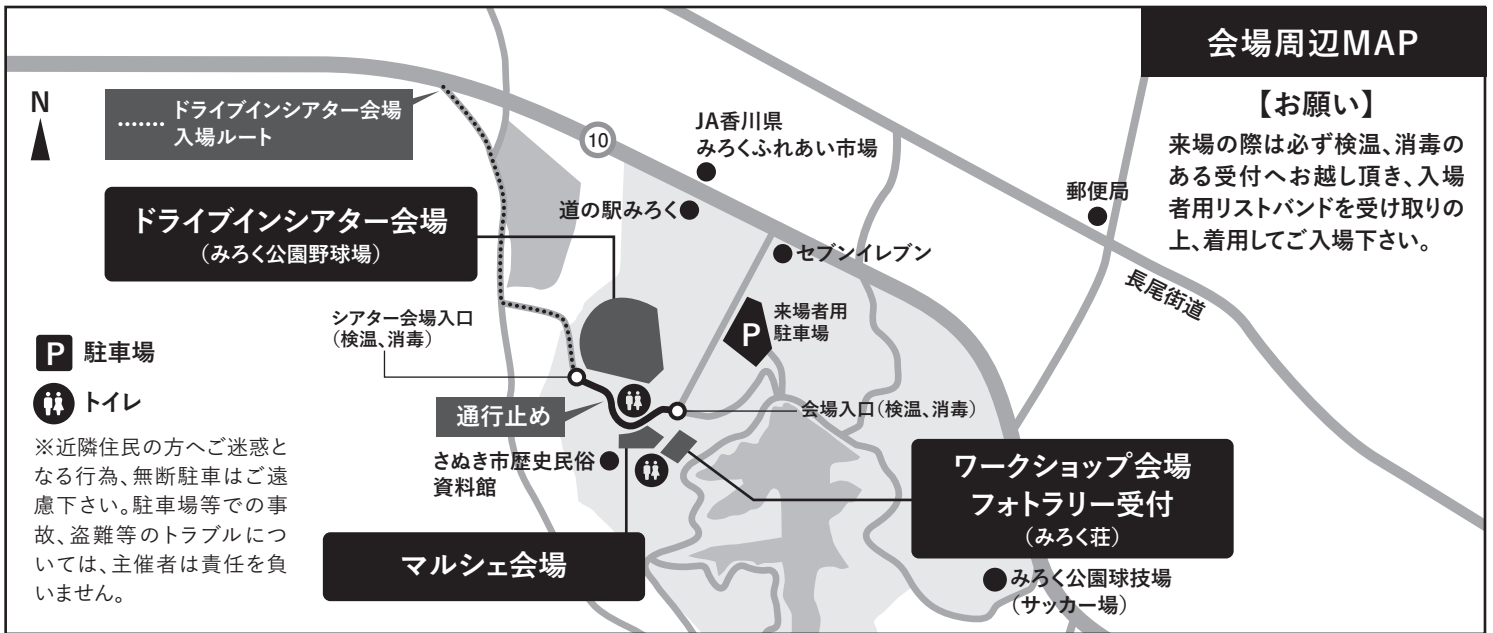 会場周辺MAP
【お願い】
来場の際は必ず検温、消毒の
ある受付へお越し頂き、入場
者用リストバンドを受け取りの
上、着用してご入場下さい。
N
....... ドライブインシアター会場
入場ルート
10
JA香川県
みろくふれあい市場
郵便局
道の駅みろく
セブンイレブン
長尾街道
ドライブインシアター会場
(みろく公園野球場)
シアター会場入口
(検温、消毒)
P
来場者用
駐車場
P 駐車場
トイレ
通行止め
会場入口(検温、消毒)
さぬき市歴史民俗
資料館
※近隣住民の方へご迷惑と
なる行為、無断駐車はご遠
慮下さい。駐車場等での事
故、盗難等のトラブルにつ
いては、主催者は責任を負
いません。
マルシェ会場
ワークショップ会場
フォトラリー受付
(みろく荘)
みろく公園球技場
(サッカー場)